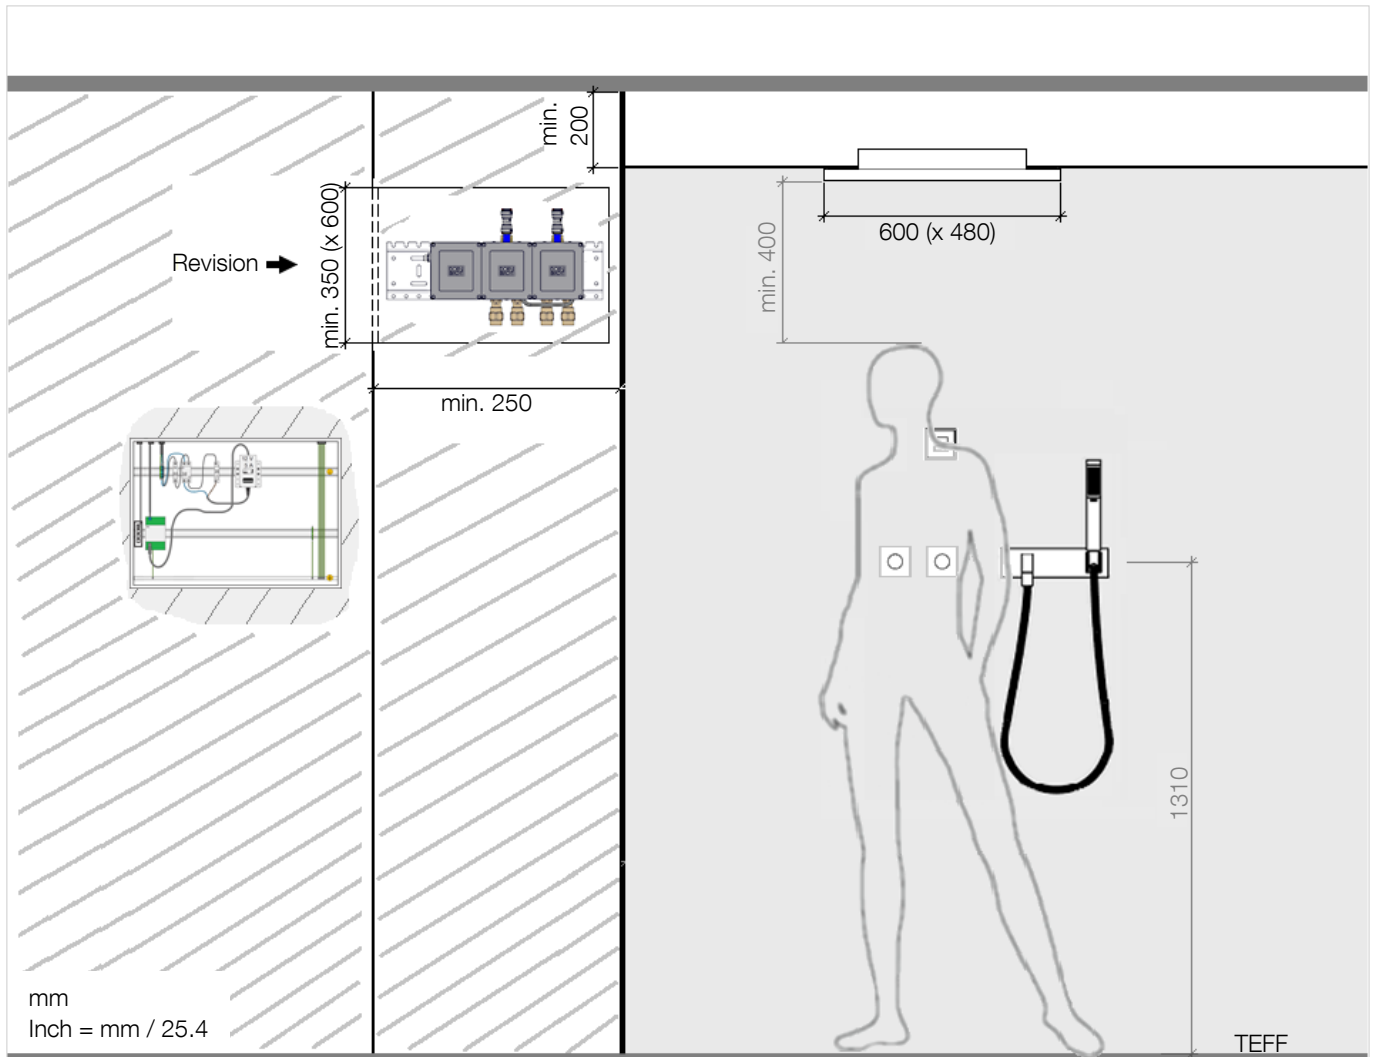 min.
200
min. 350 (x 600)
Revision
600 (x 480)
min. 400
min. 250
1310
mm
Inch = mm / 25.4
TEFF